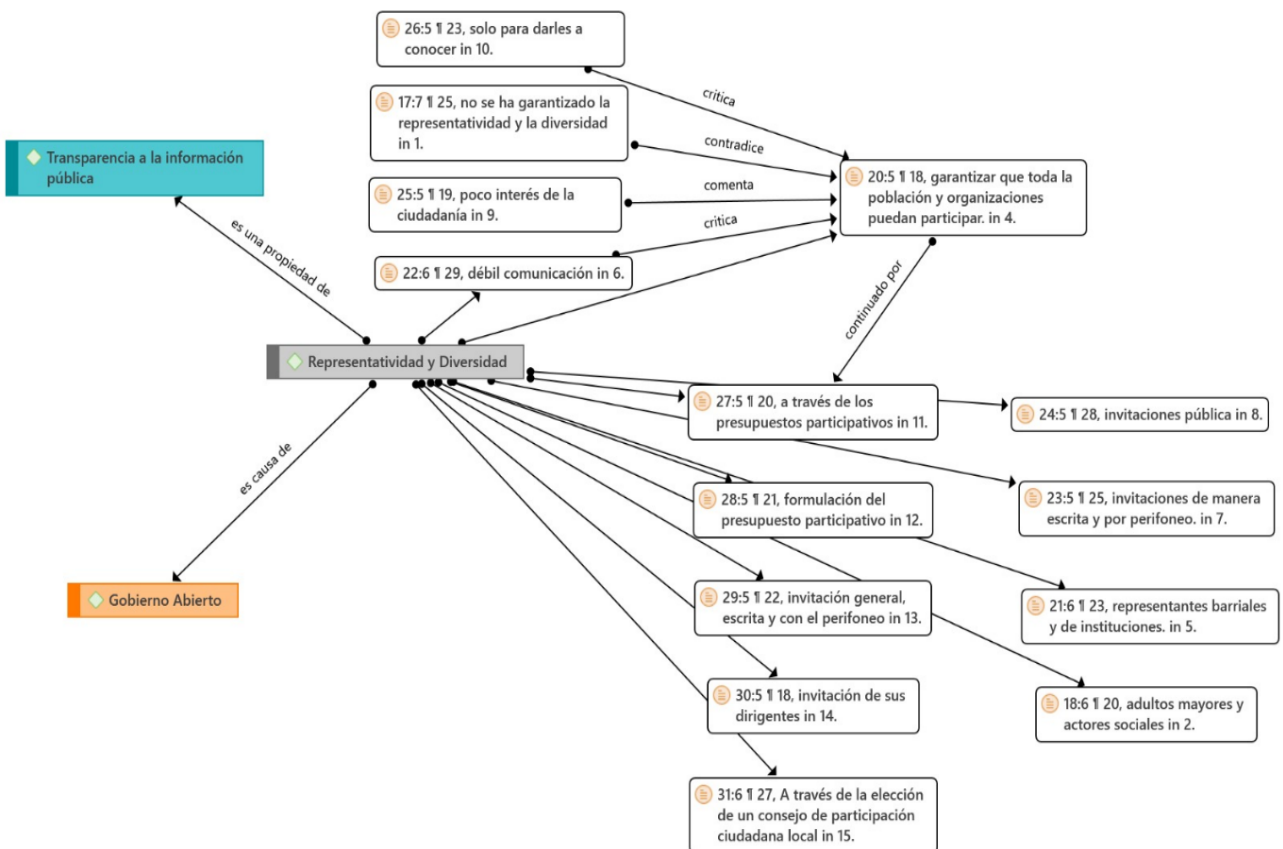 26:5 ¶ 23, solo para darles a
conocer in 10.
critica
17:7 ¶ 25, no se ha garantizado la
representatividad y la diversidad
in 1.
contradice
Transparencia a la información
pública
20:5 ¶ 18, garantizar que toda la
población y organizaciones
puedan participar. in 4.
25:5 ¶ 19, poco interés de la
ciudadanía in 9.
comenta
critica
es una propiedad de
22:6 ¶ 29, débil comunicación in 6.
continuado por
Representatividad y Diversidad
27:5 ¶ 20, a través de los
presupuestos participativos in 11.
24:5 ¶ 28, invitaciones pública in 8.
es causa de
28:5 ¶ 21, formulación del
presupuesto participativo in 12.
23:5 ¶ 25, invitaciones de manera
escrita y por perifoneo. in 7.
Gobierno Abierto
29:5 ¶ 22, invitación general,
escrita y con el perifoneo in 13.
21:6 ¶ 23, representantes barriales
y de instituciones. in 5.
30:5 ¶ 18, invitación de sus
dirigentes in 14.
18:6 ¶ 20, adultos mayores y
actores sociales in 2.
31:6 ¶ 27, A través de la elección
de un consejo de participación
ciudadana local in 15.